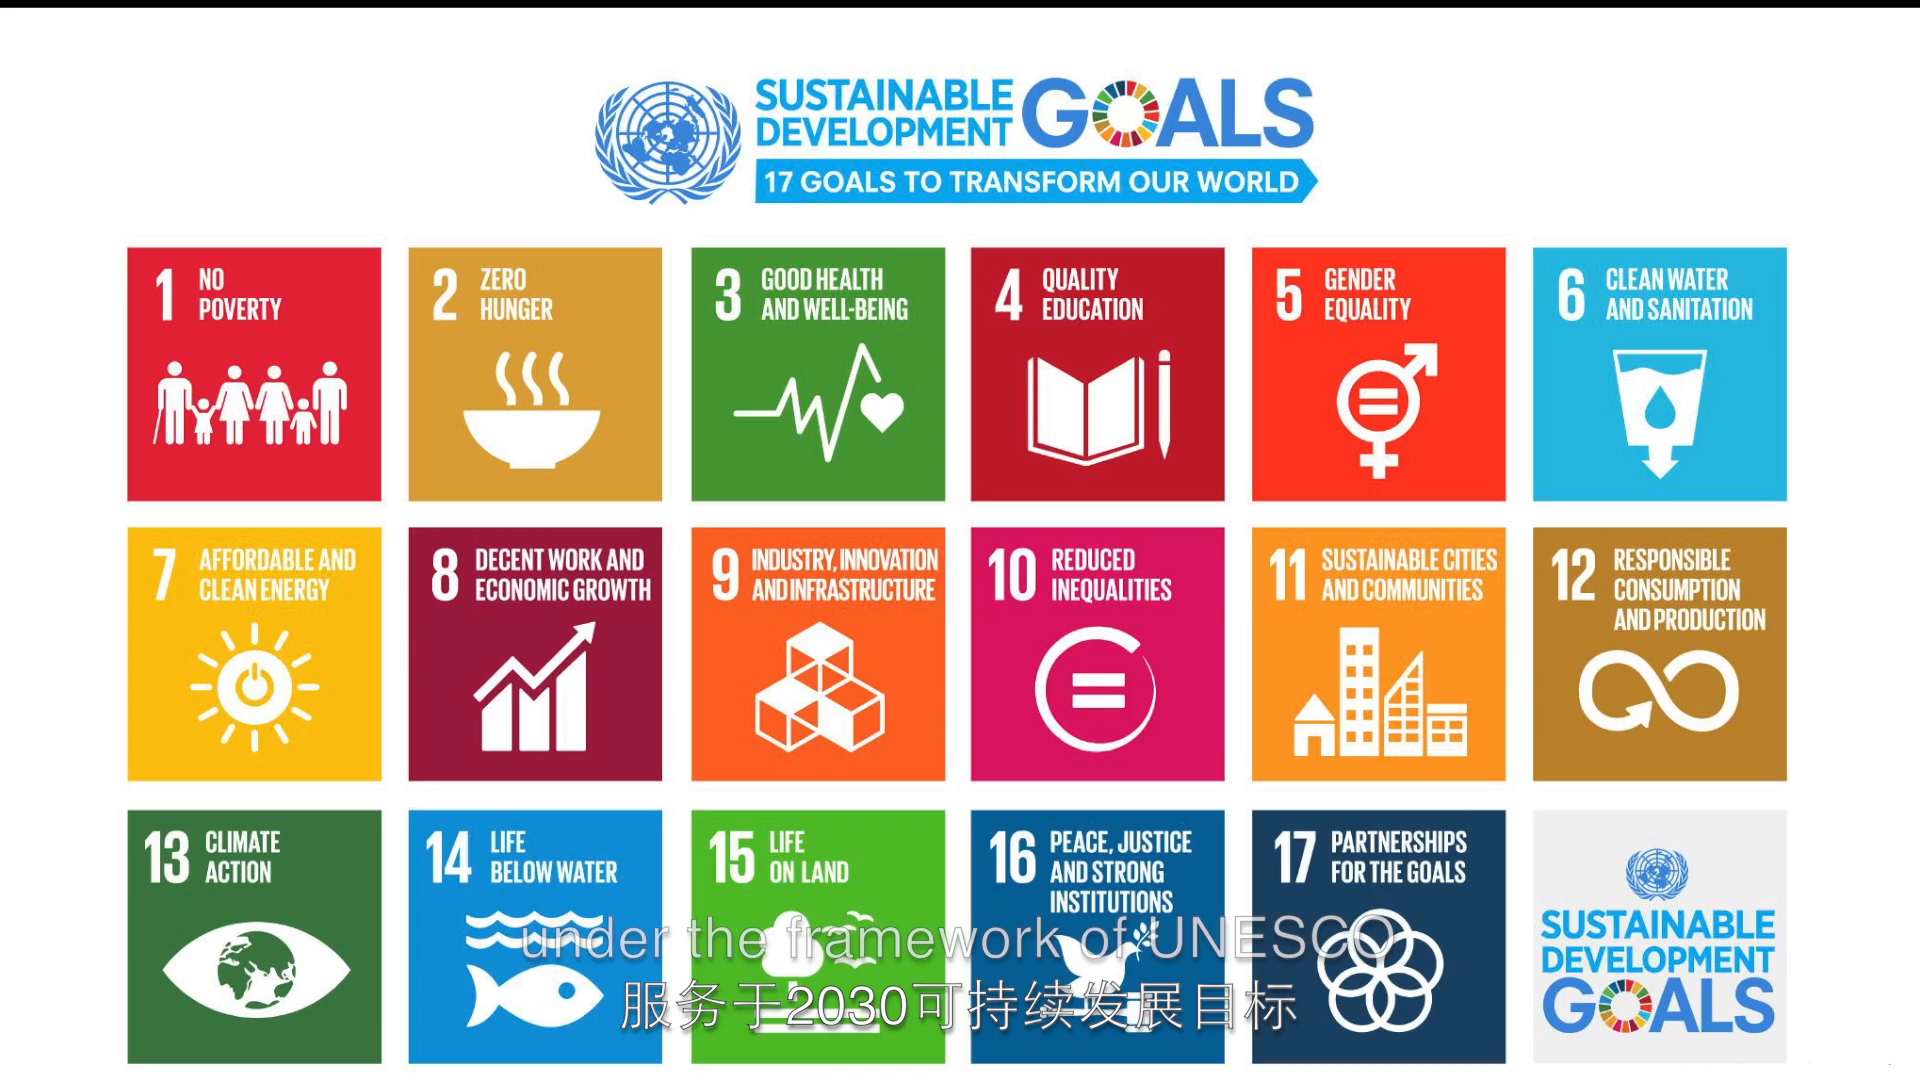 SUSTAINABLE
DEVELOPMENT
GOALS
17 GOALS TO TRANSFORM OUR WORLD
1 NO
POVERTY
2 ZERO
HUNGER
3 GOOD HEALTH
AND WELL-BEING
4 QUALITY
EDUCATION
5 GENDER
EQUALITY
6 CLEAN WATER
AND SANITATION
7 AFFORDABLE AND
CLEAN ENERGY
8 DECENT WORK AND
ECONOMIC GROWTH
9 INDUSTRY, INNOVATION
AND INFRASTRUCTURE
10 REDUCED
INEQUALITIES
11 SUSTAINABLE CITIES
AND COMMUNITIES
12 RESPONSIBLE
CONSUMPTION
AND PRODUCTION
13 CLIMATE
ACTION
14 LIFE
BELOW WATER
15 LIFE
ON LAND
16 PEACE, JUSTICE
AND STRONG
INSTITUTIONS
17 PARTNERSHIPS
FOR THE GOALS
SUSTAINABLE
DEVELOPMENT
GOALS
under the framework of UNESCO
服务于2030可持续发展目标